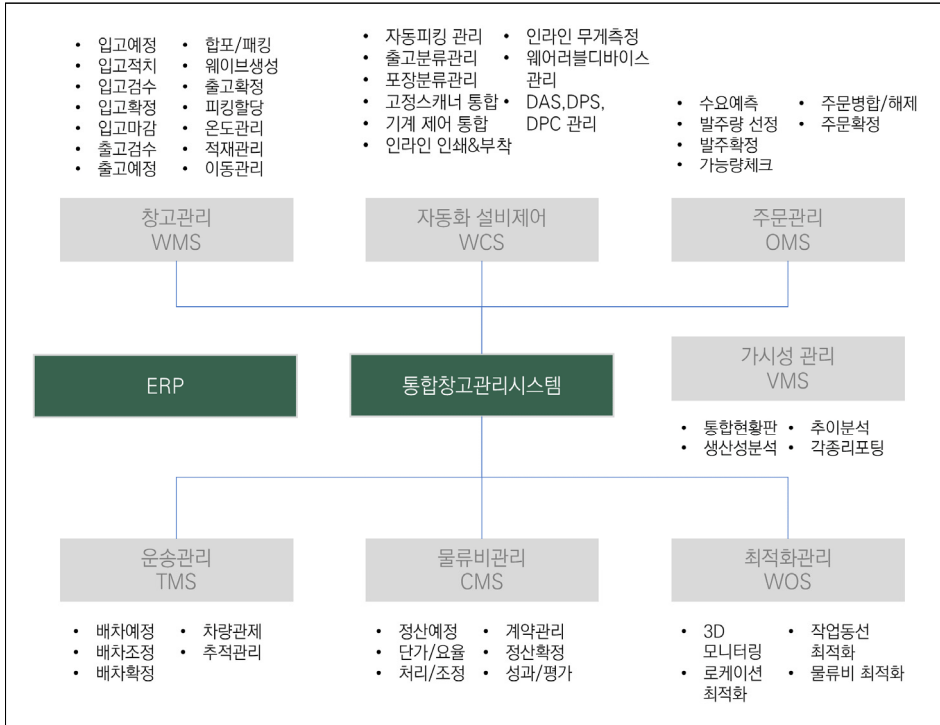 • 입고예정
• 입고적치
• 입고검수
• 입고확정
• 입고마감
• 출고검수
• 출고예정
• 합포/패킹
• 웨이브생성
• 출고확정
• 피킹할당
• 온도관리
• 적재관리
• 이동관리
창고관리
WMS
• 자동피킹 관리
• 출고분류관리
• 포장분류관리
• 고정스캐너 통합
• 기계 제어 통합
• 인라인 인쇄&부착
• 인라인 무게측정
• 웨어러블디바이스
관리
• DAS,DPS,
DPC 관리
자동화 설비제어
WCS
• 수요예측
• 발주량 선정
• 발주확정
• 가능량체크
• 주문병합/해제
• 주문확정
주문관리
OMS
ERP
통합창고관리시스템
가시성 관리
VMS
• 통합현황판
• 생산성분석
• 추이분석
• 각종리포팅
운송관리
TMS
• 배차예정
• 배차조정
• 배차확정
• 차량관제
• 추적관리
물류비관리
CMS
• 정산예정
• 단가/요율
• 처리/조정
• 계약관리
• 정산확정
• 성과/평가
최적화관리
WOS
• 3D
모니터링
• 로케이션
최적화
• 작업동선
최적화
• 물류비 최적화